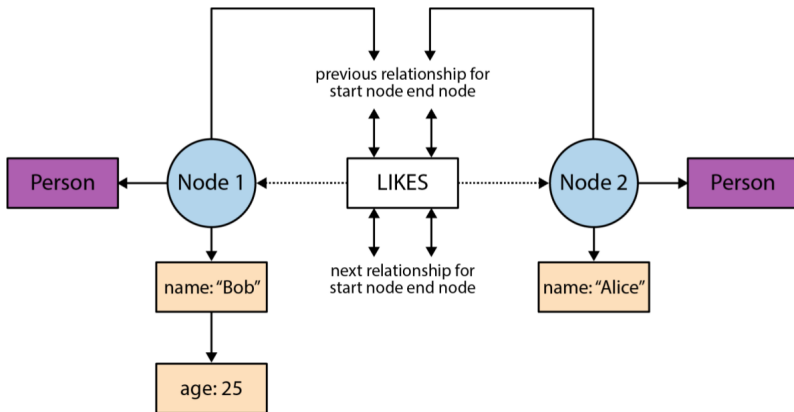 previous relationship for
start node end node
Person
Node 1
LIKES
Node 2
Person
next relationship for
start node end node
name: “Bob”
name: “Alice”
age: 25